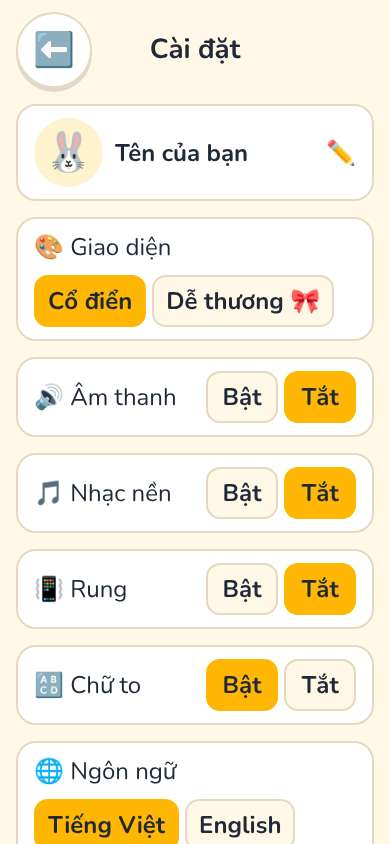 Cài đặt
Tên của bạn
Giao diện
Cổ điển
Dễ thương
Âm thanh
Bật
Tắt
Nhạc nền
Bật
Tắt
Rung
Bật
Tắt
Chữ to
Bật
Tắt
Ngôn ngữ
Tiếng Việt
English